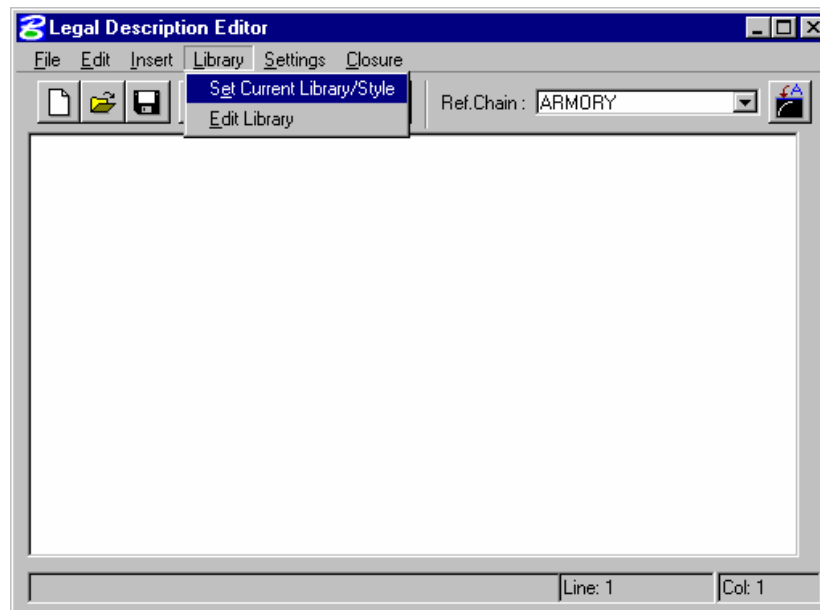 Legal Description Editor
File Edit Insert Library Settings Closure
Set Current Library/Style
Edit Library
Ref.Chain : ARMORY
A
Line: 1 Col: 1